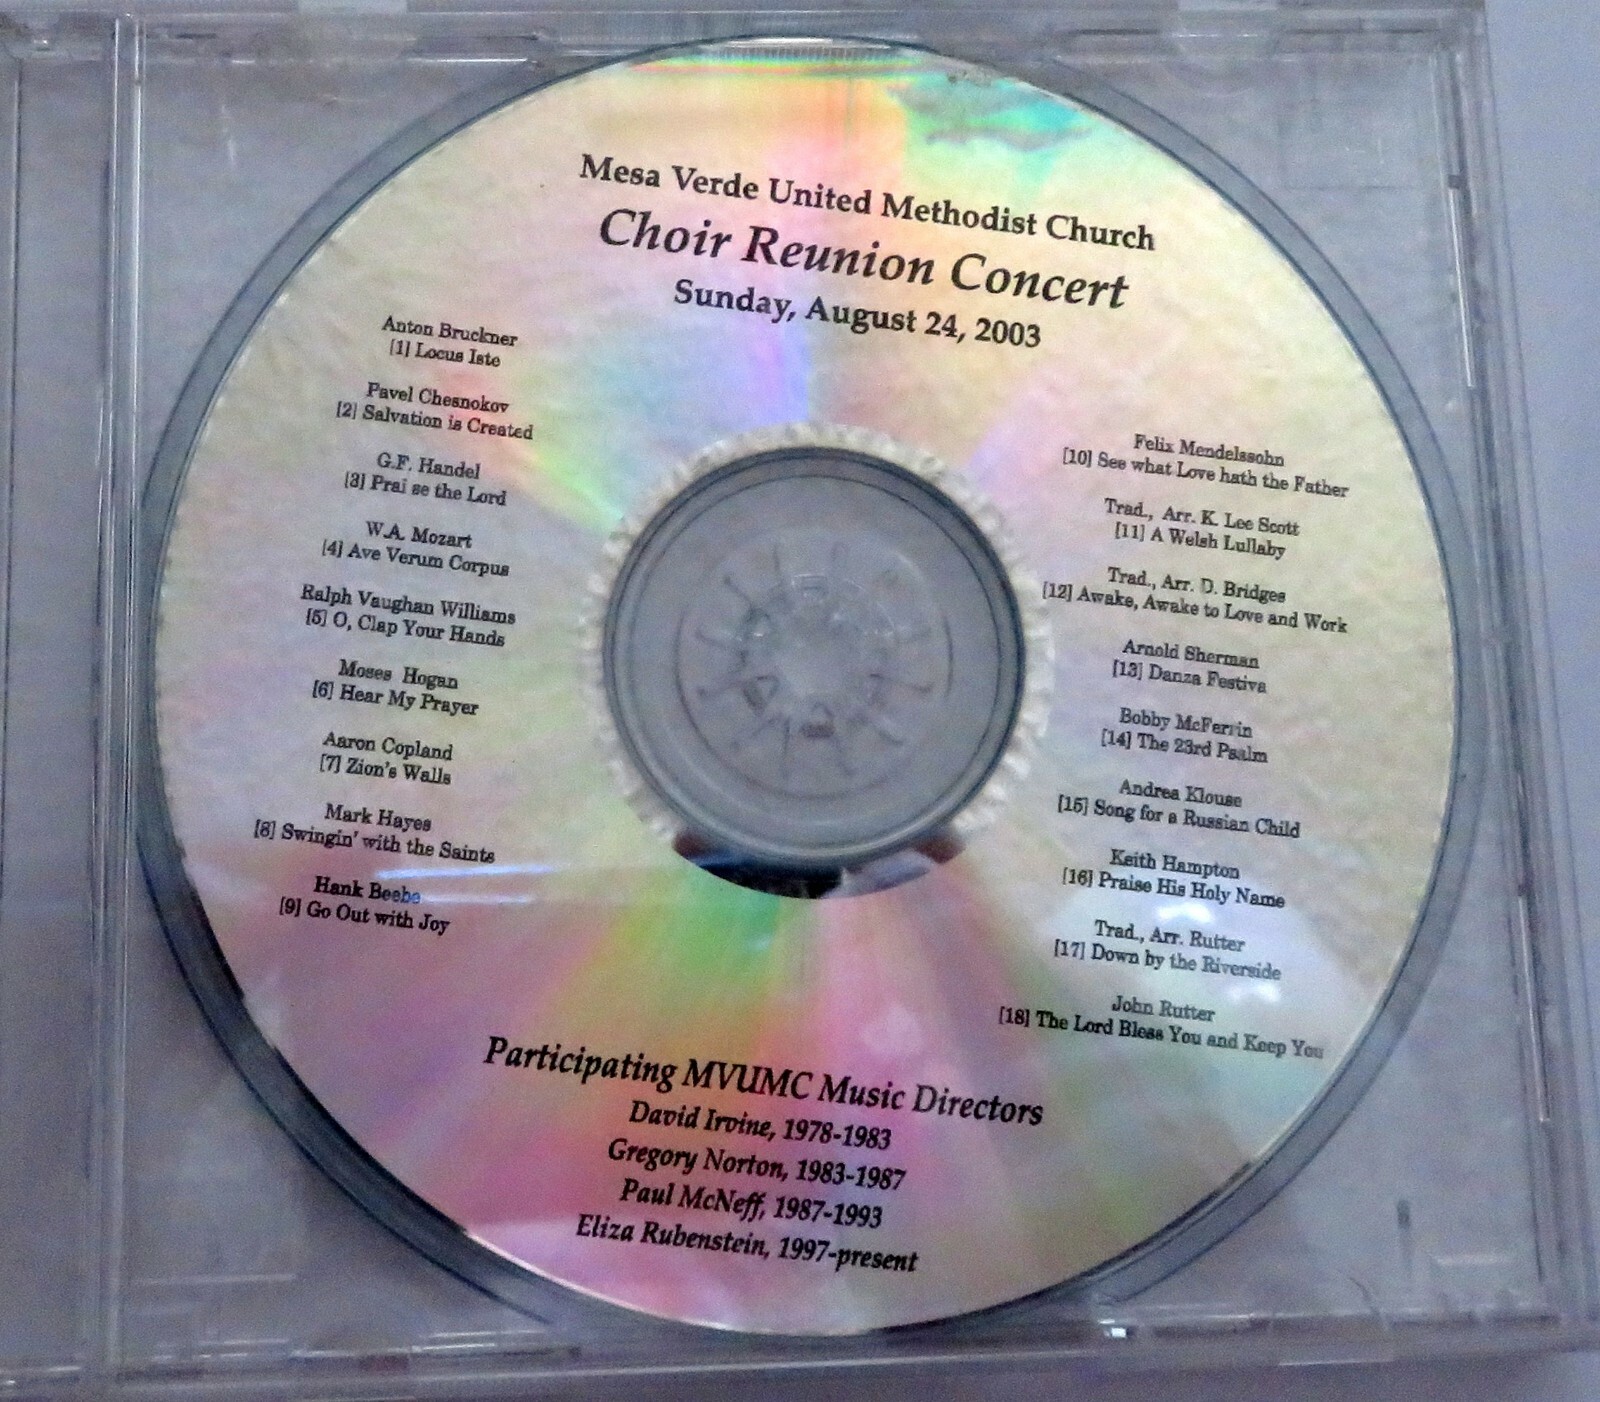 Mesa Verde United Methodist Church
Choir Reunion Concert
Sunday, August 24, 2003
Anton Bruckner
[1] Locus Iste
Pavel Chesnokov
[2] Salvation is Created
G.F. Handel
[3] Prai se the Lord
W.A. Mozart
[4] Ave Verum Corpus
Ralph Vaughan Williams
[5] O, Clap Your Hands
Moses Hogan
[6] Hear My Prayer
Aaron Copland
[7] Zion's Walls
Mark Hayes
[8] Swingin' with the Saints
Hank Beebe
[9] Go Out with Joy
Felix Mendelssohn
[10] See what Love hath the Father
Trad., Arr. K. Lee Scott
[11] A Welsh Lullaby
Trad., Arr. D. Bridges
[12] Awake, Awake to Love and Work
Arnold Sherman
[13] Danza Festiva
Bobby McFerrin
[14] The 23rd Psalm
Andrea Klouse
[15] Song for a Russian Child
Keith Hampton
[16] Praise His Holy Name
Trad., Arr. Rutter
[17] Down by the Riverside
John Rutter
[18] The Lord Bless You and Keep You
Participating MVUMC Music Directors
David Irvine, 1978-1983
Gregory Norton, 1983-1987
Paul McNeff, 1987-1993
Eliza Rubenstein, 1997-present